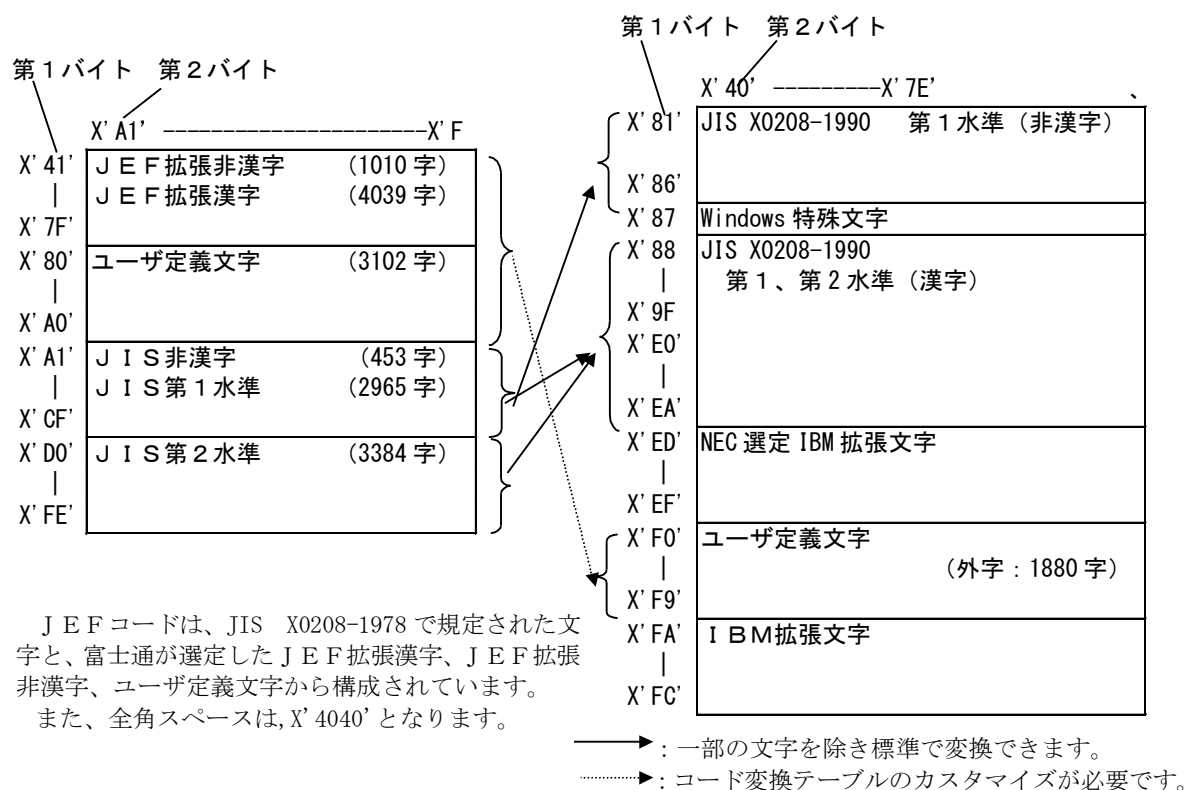 第１バイト　第２バイト
X'A1' ----------------------X'F
X'41'
|
X'7F'
ＪＥＦ拡張非漢字　(1010 字)
ＪＥＦ拡張漢字　(4039 字)
X'80'
|
X'A0'
ユーザ定義文字　(3102 字)
X'A1'
|
X'CF'
ＪＩＳ非漢字　(453 字)
ＪＩＳ第１水準　(2965 字)
X'D0'
|
X'FE'
ＪＩＳ第２水準　(3384 字)
ＪＥＦコードは、JIS　X0208-1978 で規定された文
字と、富士通が選定したＪＥＦ拡張漢字、ＪＥＦ拡張
非漢字、ユーザ定義文字から構成されています。
また、全角スペースは,X'4040'となります。
第１バイト　第２バイト
X'40' ---------X'7E'　、
X'81'
X'86'
JIS X0208-1990　第１水準（非漢字）
X'87　Windows 特殊文字
X'88
|
X'9F
X'E0'
|
X'EA'
JIS X0208-1990
第１、第２水準（漢字）
X'ED'
|
X'EF'
NEC 選定 IBM 拡張文字
X'F0'
|
X'F9'
ユーザ定義文字
（外字：1880 字）
X'FA'
|
X'FC'
ＩＢＭ拡張文字
：一部の文字を除き標準で変換できます。
：コード変換テーブルのカスタマイズが必要です。